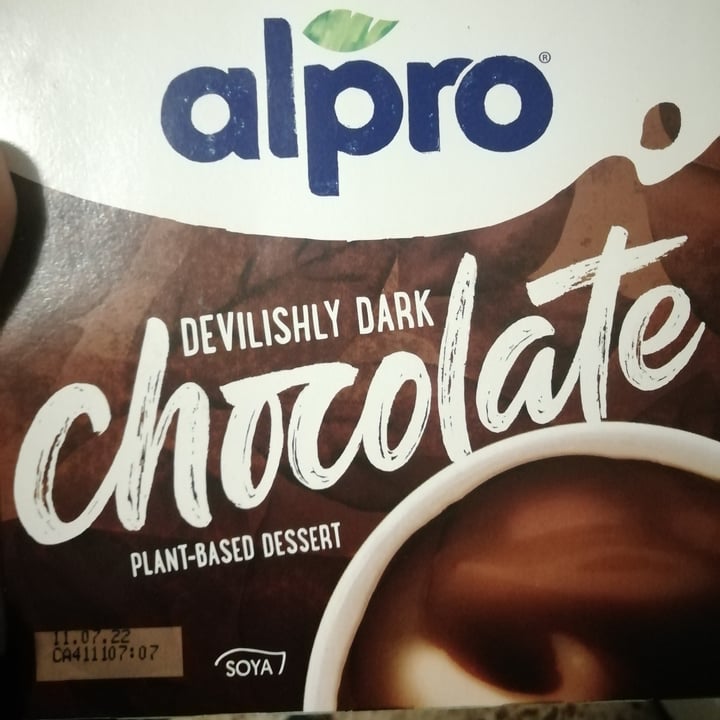 alpro®
DEVILISHLY DARK
chocolate
PLANT-BASED DESSERT
11.07.22
CA411107:07
SOYA